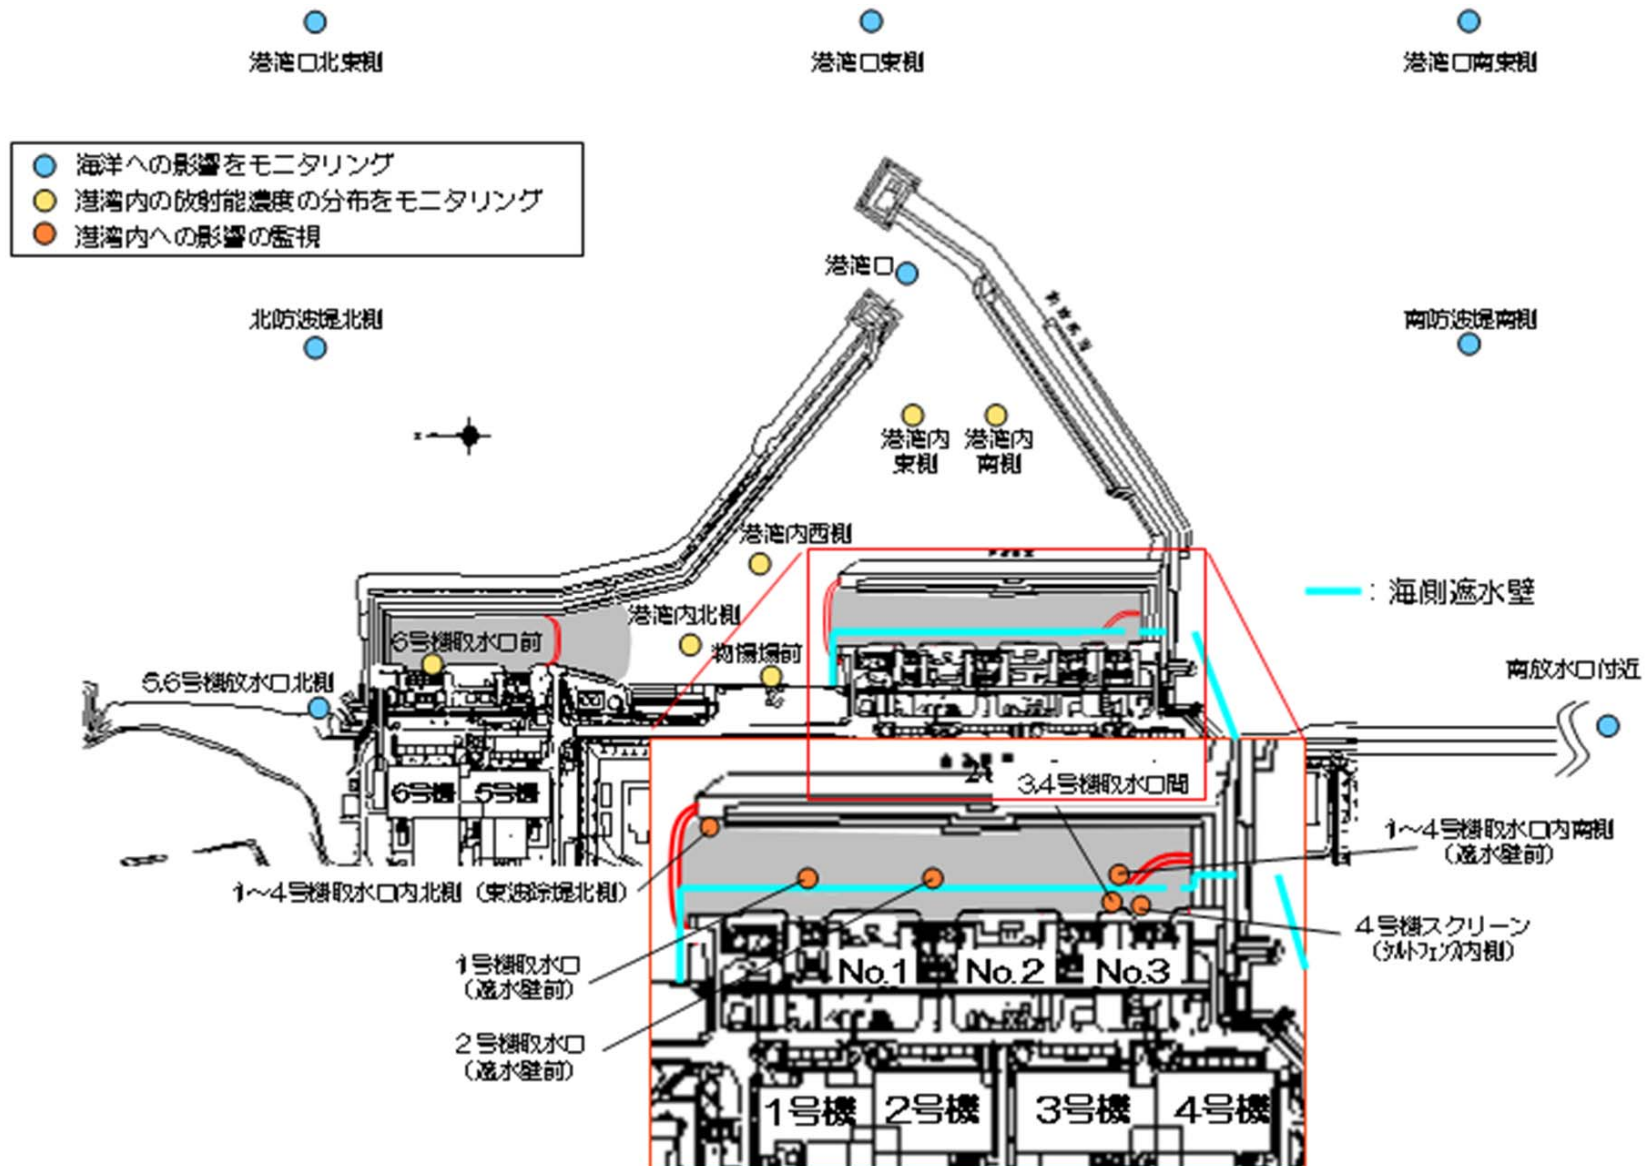 港湾口北東側
港湾口東側
港湾口南東側
海洋への影響をモニタリング
港湾内の放射能濃度の分布をモニタリング
港湾内への影響の監視
港湾口
北防波堤北側
南防波堤南側
港湾内
東側
港湾内
南側
港湾内西側
:海側遮水壁
港湾内北側
6号機取水口前
物揚場前
5,6号機放水口北側
南放水口付近
6号機
5号機
3,4号機取水口間
1~4号機取水口内南側
(遮水壁前)
1~4号機取水口内北側(東波除堤北側)
4号機スクリーン
(シルトフェンス内側)
1号機取水口
(遮水壁前)
No.1
No.2
No.3
2号機取水口
(遮水壁前)
1号機
2号機
3号機
4号機